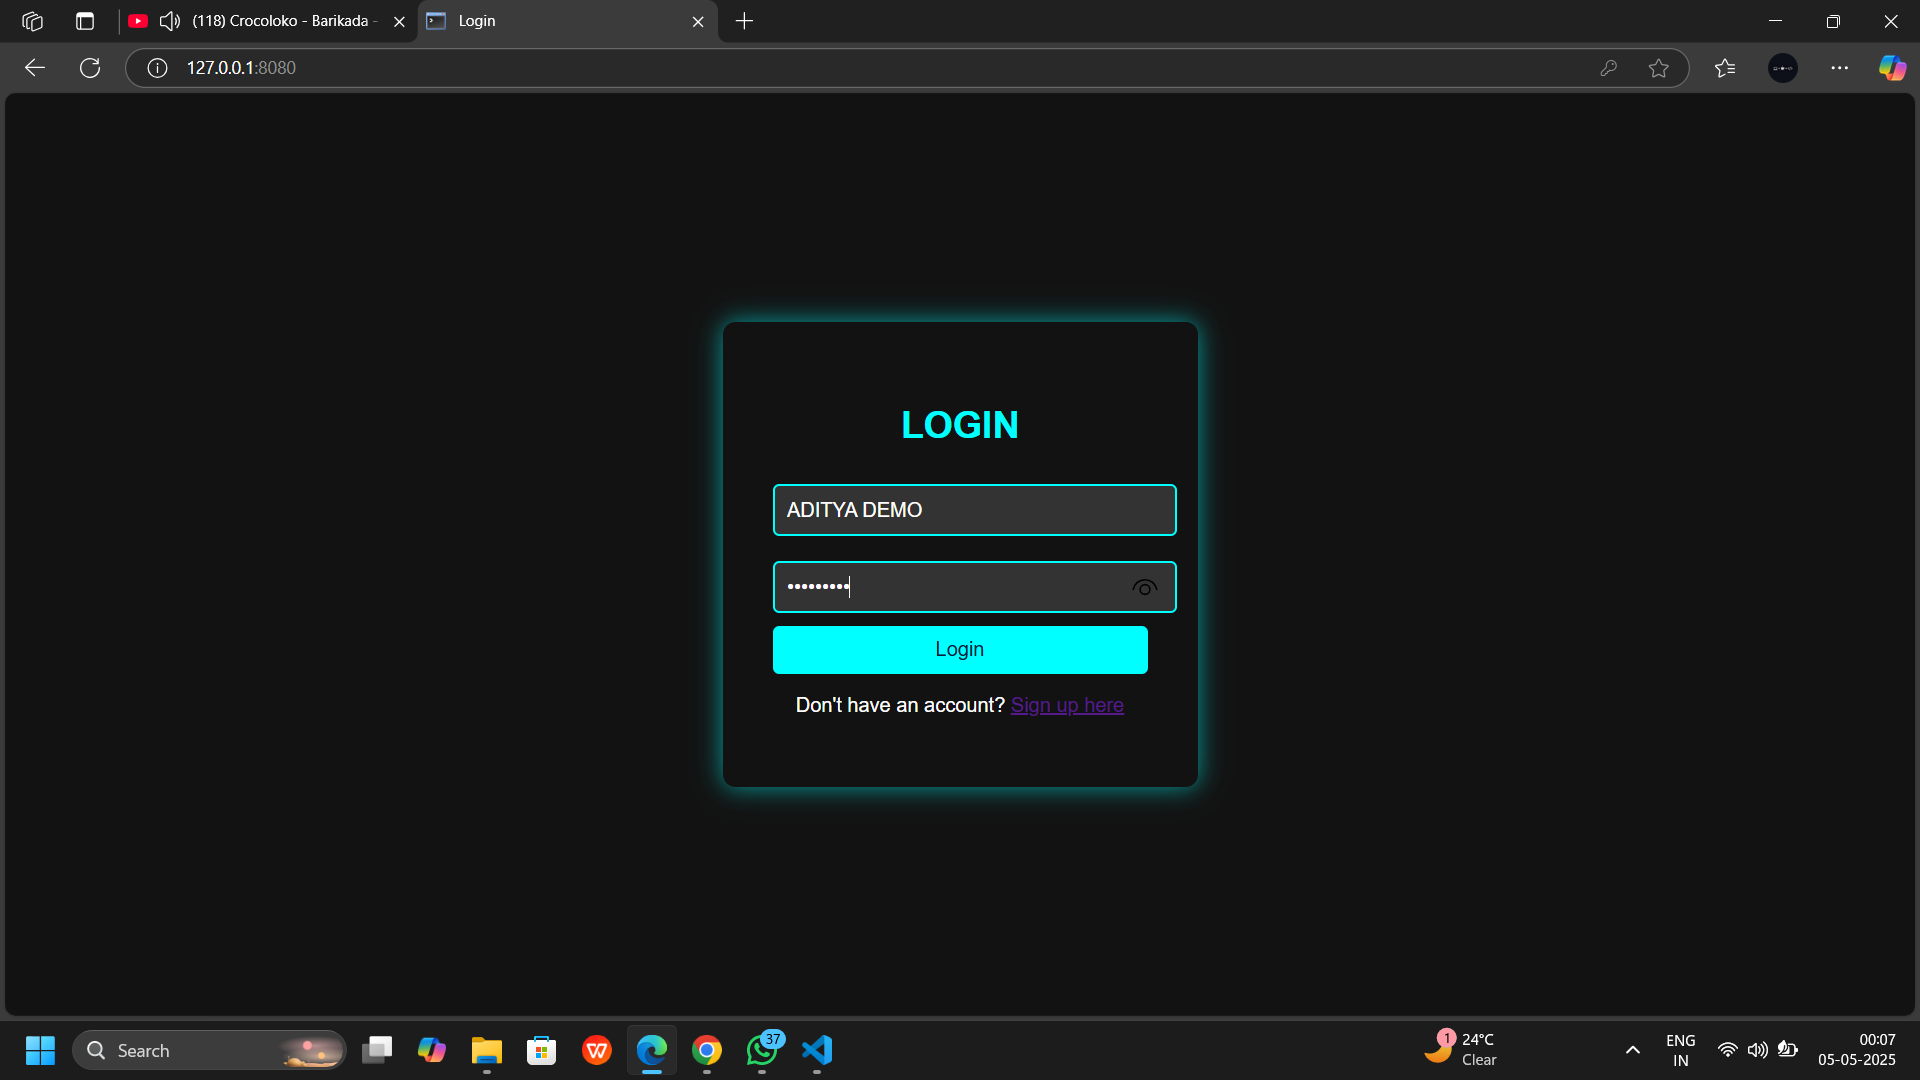 (118) Crocoloko - Barikada -
Login
127.0.0.1:8080
LOGIN
ADITYA DEMO
•••••••••
Login
Don't have an account? Sign up here
Search
37
1
24°C
Clear
ENG
IN
00:07
05-05-2025